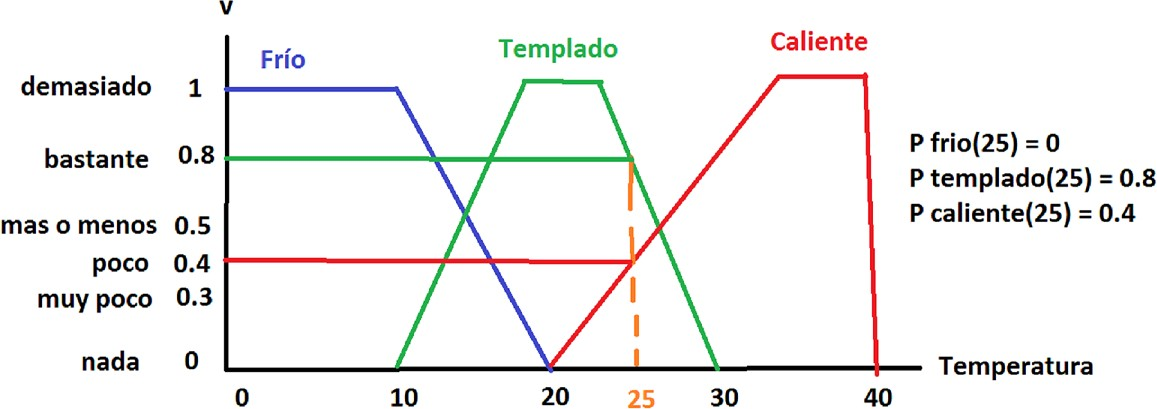 v
Frío
Templado
Caliente
demasiado 1
bastante 0.8
mas o menos 0.5
poco 0.4
muy poco 0.3
nada 0
P frio(25) = 0
P templado(25) = 0.8
P caliente(25) = 0.4
Temperatura
0 10 20 25 30 40